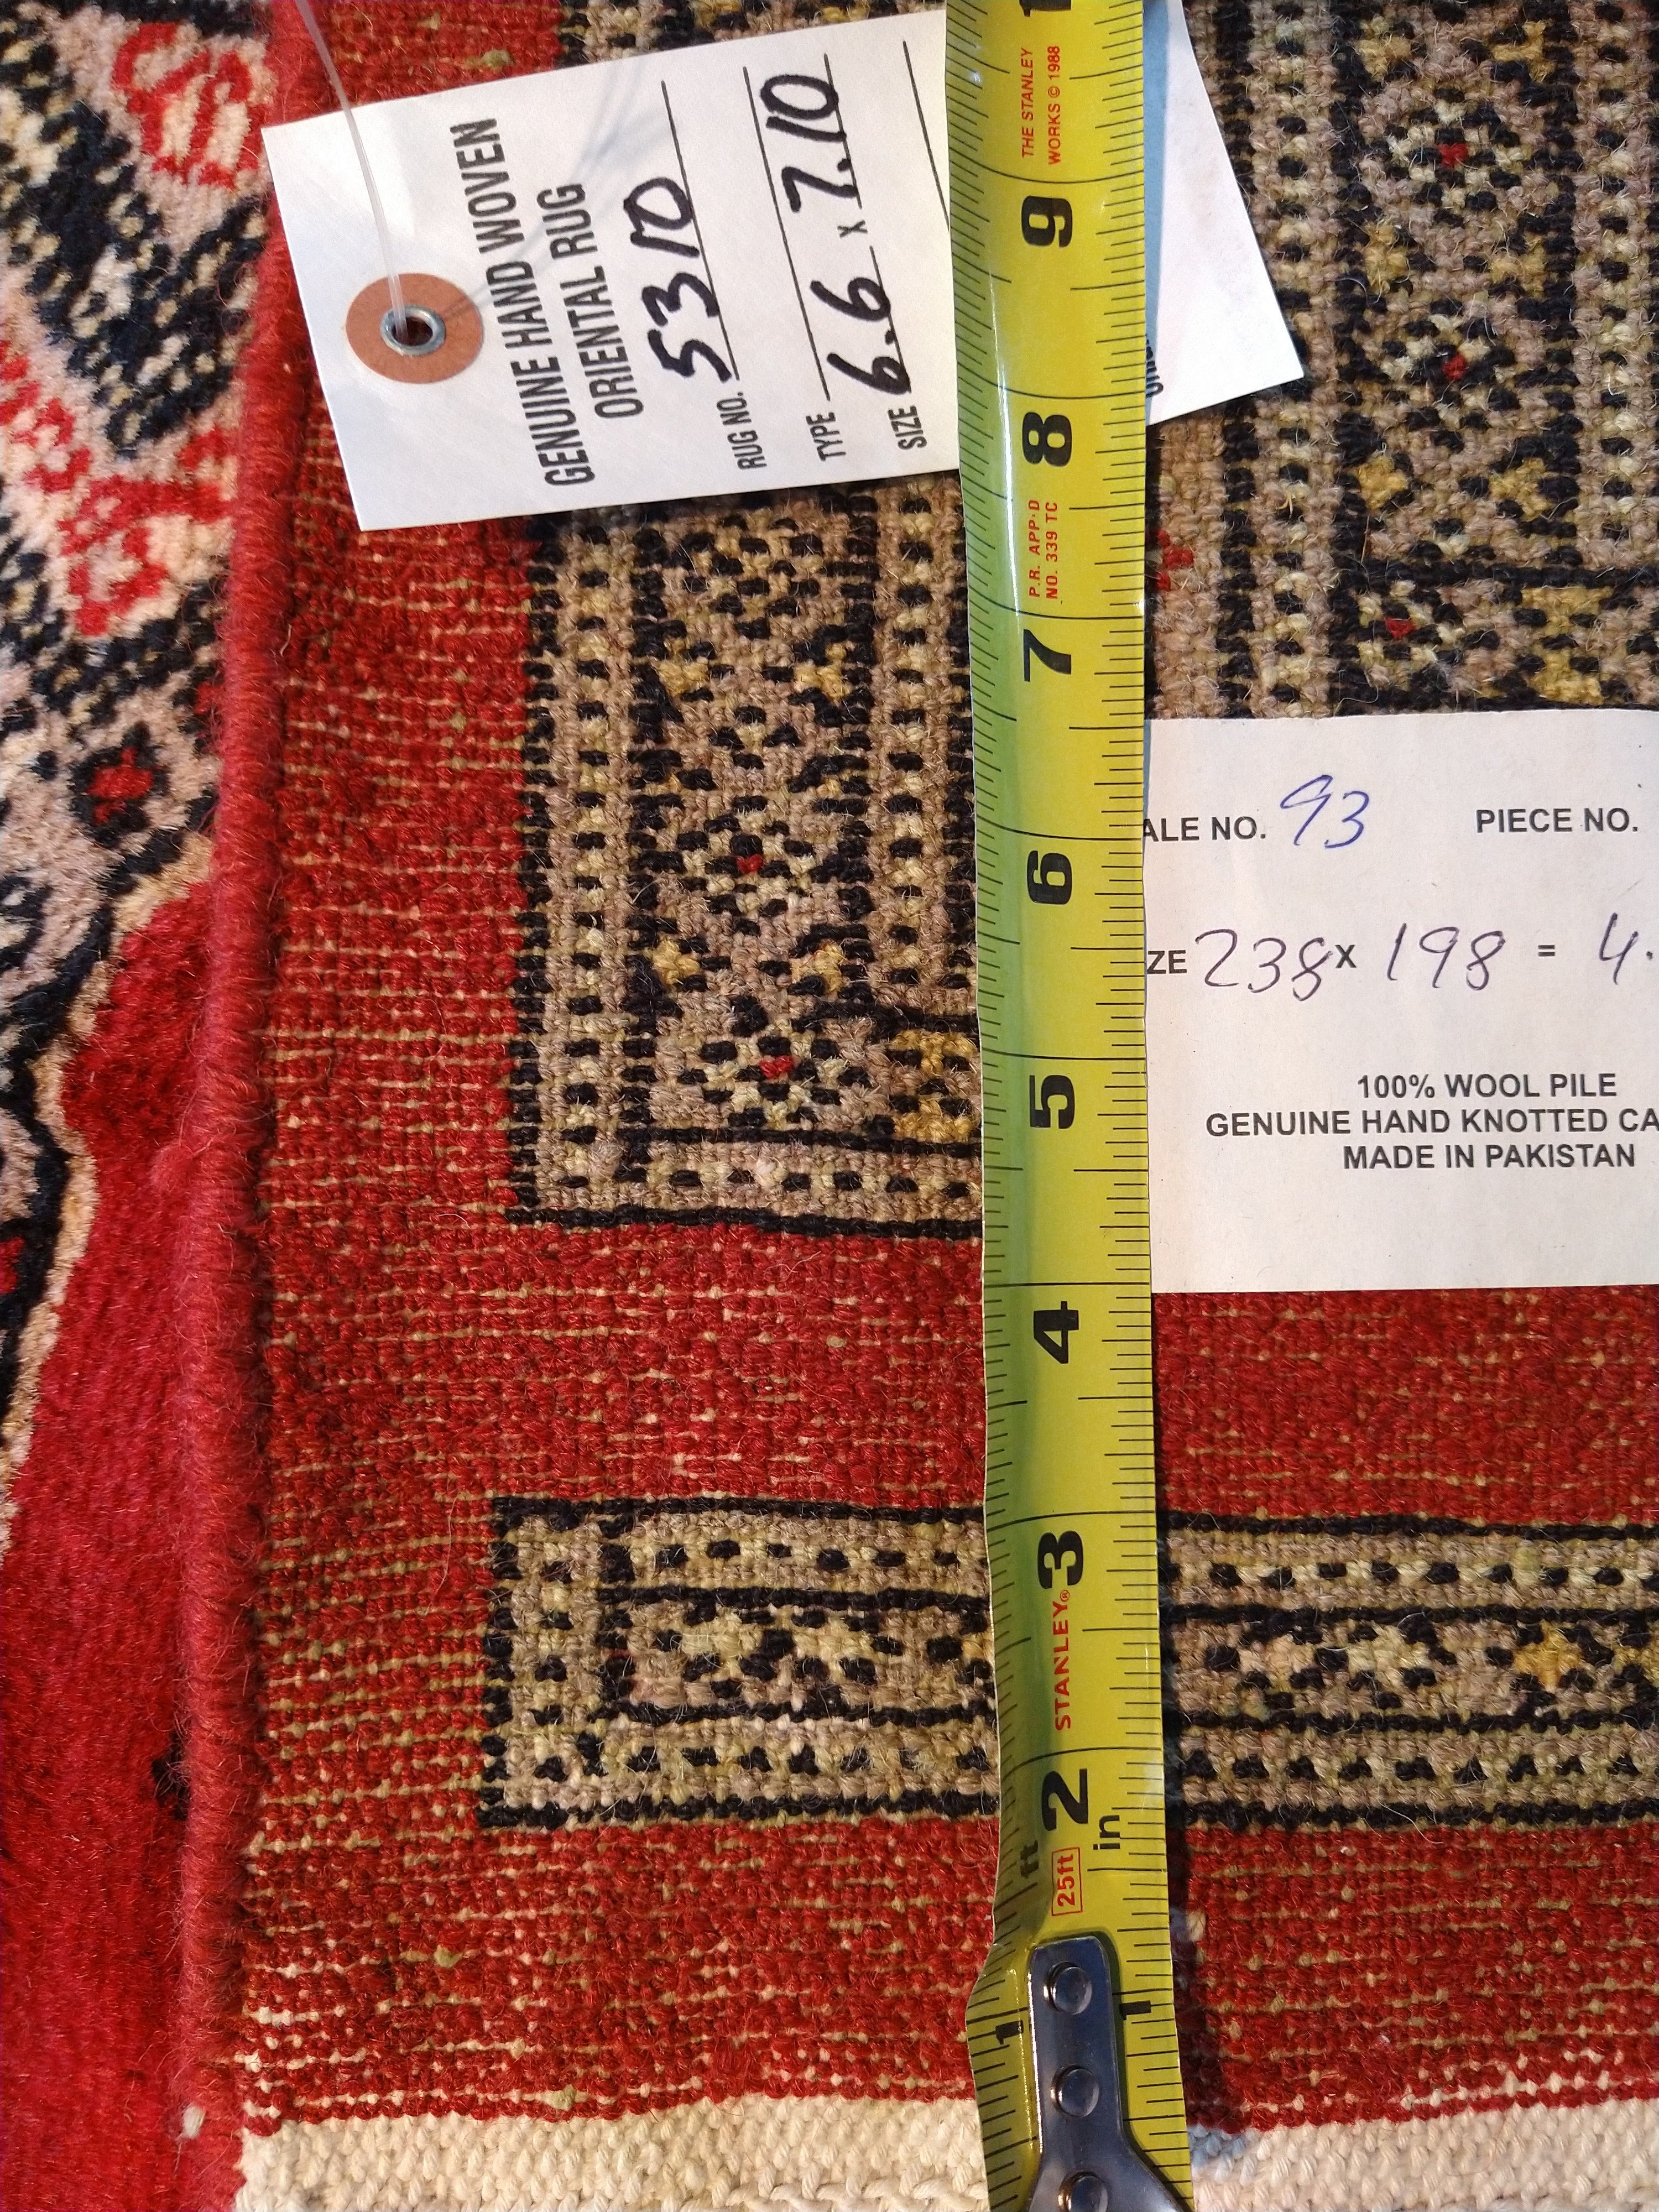 GENUINE HAND WOVEN
ORIENTAL RUG
RUG NO. 5310
TYPE
SIZE 6.6 x 7.10
ALE NO. 93 PIECE NO.
ZE 238 x 198 = 4.
100% WOOL PILE
GENUINE HAND KNOTTED CA
MADE IN PAKISTAN
THE STANLEY
WORKS © 1988
9
8
P.R. APP'D
NO. 339 TC
7
6
5
4
3
STANLEY®
2
ft in
25ft
1 1